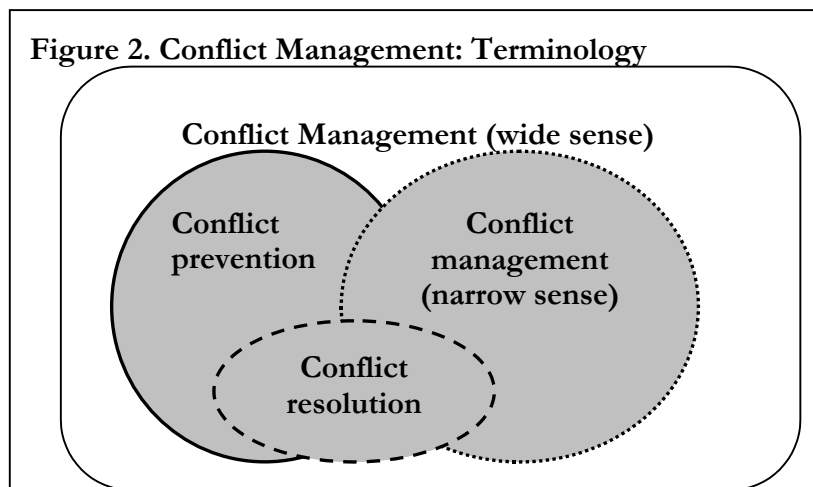 Figure 2. Conflict Management: Terminology
Conflict Management (wide sense)
Conflict
prevention
Conflict
management
(narrow sense)
Conflict
resolution